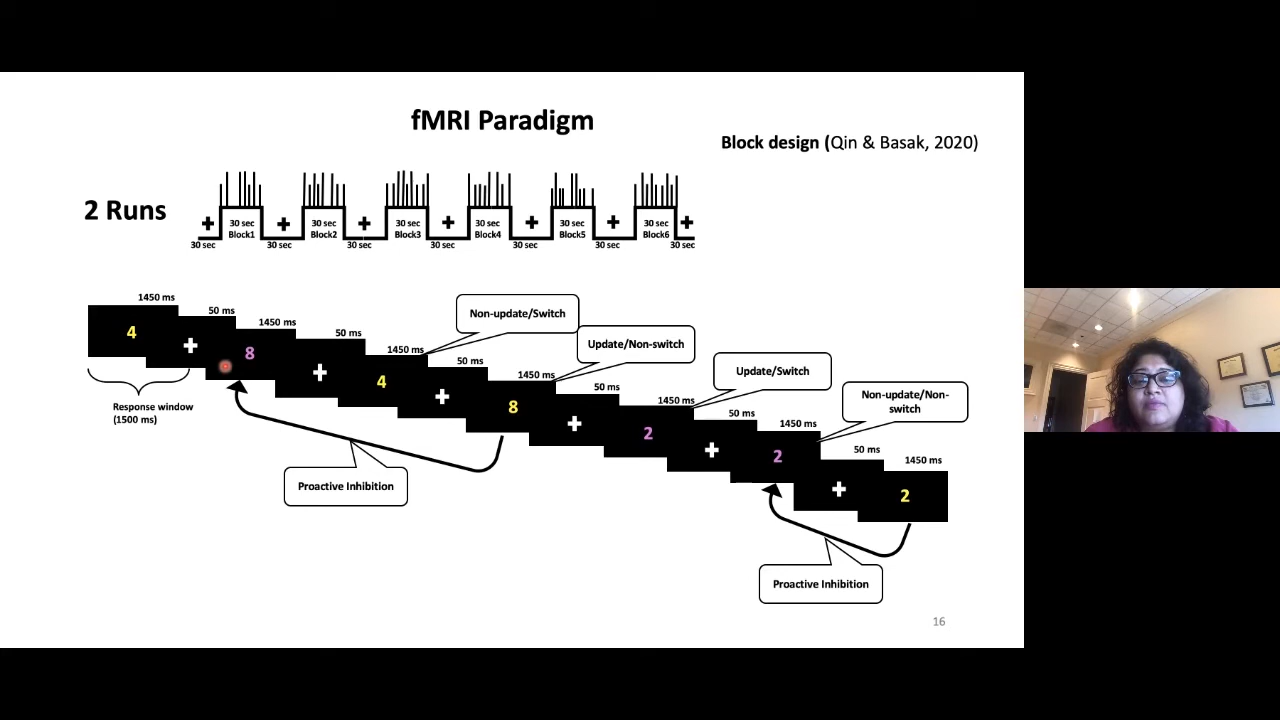 fMRI Paradigm
Block design (Qin & Basak, 2020)
2 Runs
+ + + + + + +
30 sec 30 sec 30 sec 30 sec 30 sec 30 sec
Block1 Block2 Block3 Block4 Block5 Block6
30 sec 30 sec 30 sec 30 sec 30 sec 30 sec 30 sec
1450 ms
4
50 ms
+
1450 ms
8
50 ms
+
1450 ms
4
Non-update/Switch
50 ms
+
1450 ms
8
Update/Non-switch
50 ms
+
1450 ms
2
Update/Switch
50 ms
+
1450 ms
2
Non-update/Non-
switch
50 ms
+
1450 ms
2
Response window
(1500 ms)
Proactive Inhibition
Proactive Inhibition
16